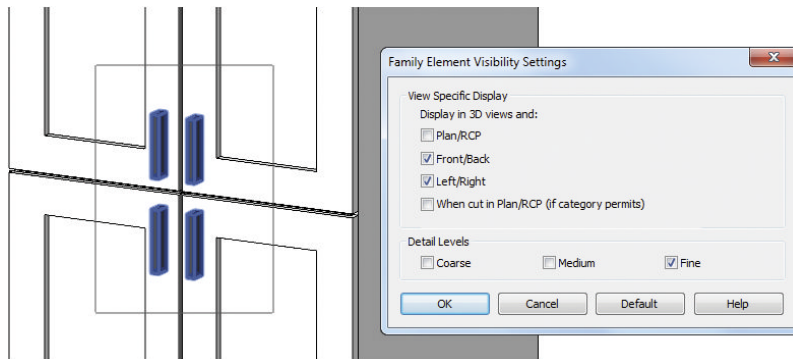 Family Element Visibility Settings
View Specific Display
Display in 3D views and:
Plan/RCP
Front/Back
Left/Right
When cut in Plan/RCP (if category permits)
Detail Levels
Coarse Medium Fine
OK Cancel Default Help